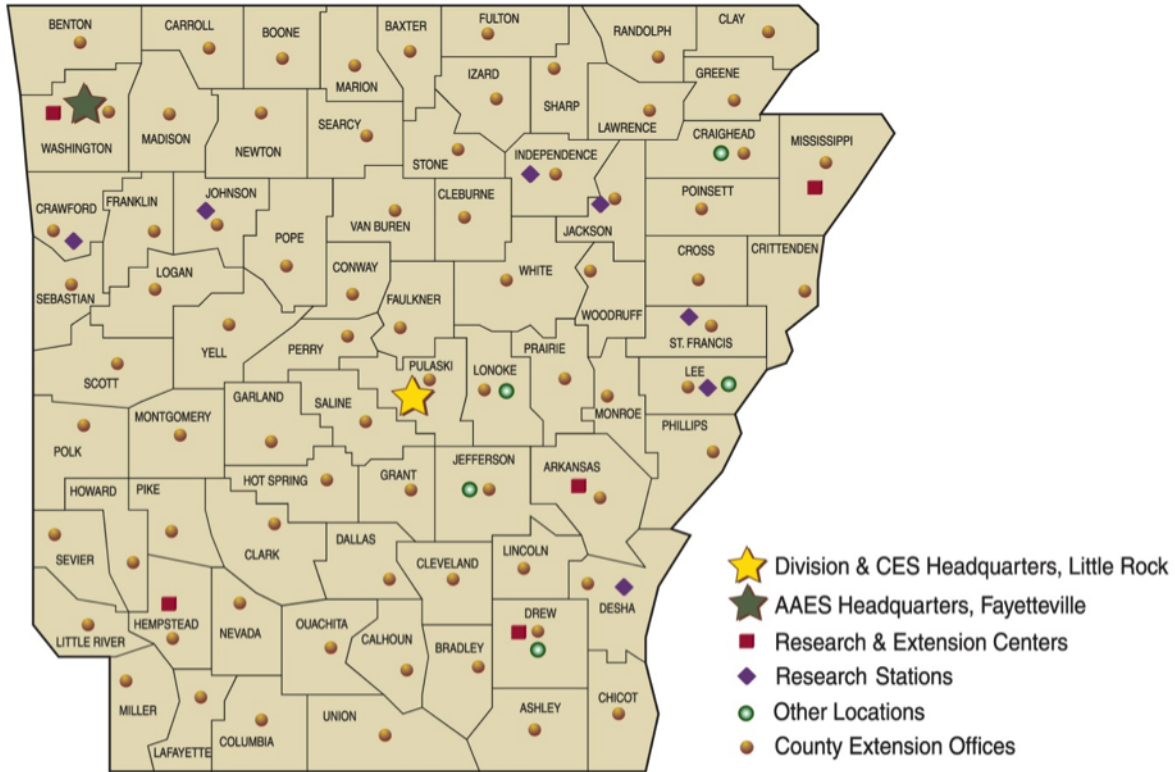 BENTON
CARROLL
BOONE
BAXTER
FULTON
RANDOLPH
CLAY
MARION
IZARD
SHARP
GREENE
LAWRENCE
WASHINGTON
MADISON
NEWTON
SEARCY
STONE
INDEPENDENCE
CRAIGHEAD
MISSISSIPPI
CRAWFORD
FRANKLIN
JOHNSON
POPE
VAN BUREN
CLEBURNE
JACKSON
POINSETT
CROSS
CRITTENDEN
SEBASTIAN
LOGAN
CONWAY
FAULKNER
WHITE
WOODRUFF
ST. FRANCIS
SCOTT
YELL
PERRY
PULASKI
LONOKE
PRAIRIE
LEE
MONROE
PHILLIPS
POLK
MONTGOMERY
GARLAND
SALINE
HOT SPRING
GRANT
JEFFERSON
ARKANSAS
HOWARD
PIKE
SEVIER
CLARK
DALLAS
CLEVELAND
LINCOLN
DESHA
LITTLE RIVER
HEMPSTEAD
NEVADA
OUACHITA
CALHOUN
BRADLEY
DREW
MILLER
LAFAYETTE
COLUMBIA
UNION
ASHLEY
CHICOT
Division & CES Headquarters, Little Rock
AAES Headquarters, Fayetteville
Research & Extension Centers
Research Stations
Other Locations
County Extension Offices